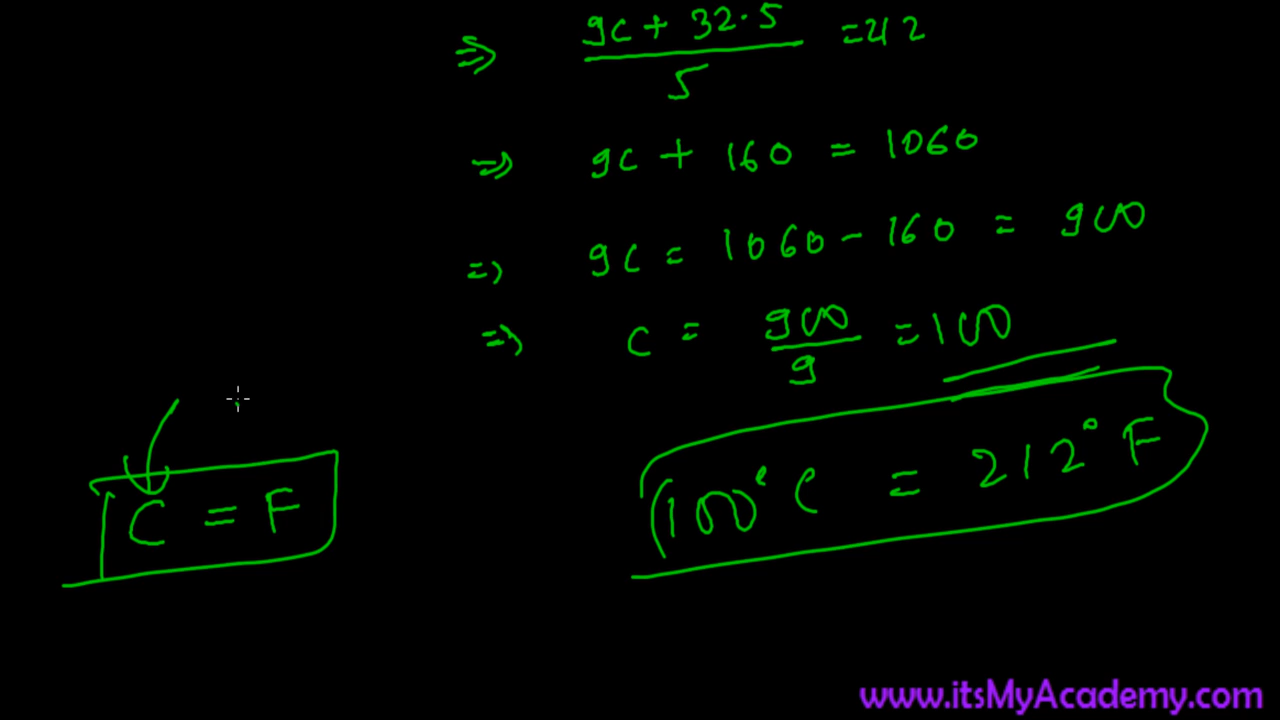 ⇒ 9C + 32·5 / 5 = 212
⇒ 9C + 160 = 1060
⇒ 9C = 1060 - 160 = 900
⇒ C = 900 / 9 = 100
C = F
100°C = 212°F
www.itsMyAcademy.com